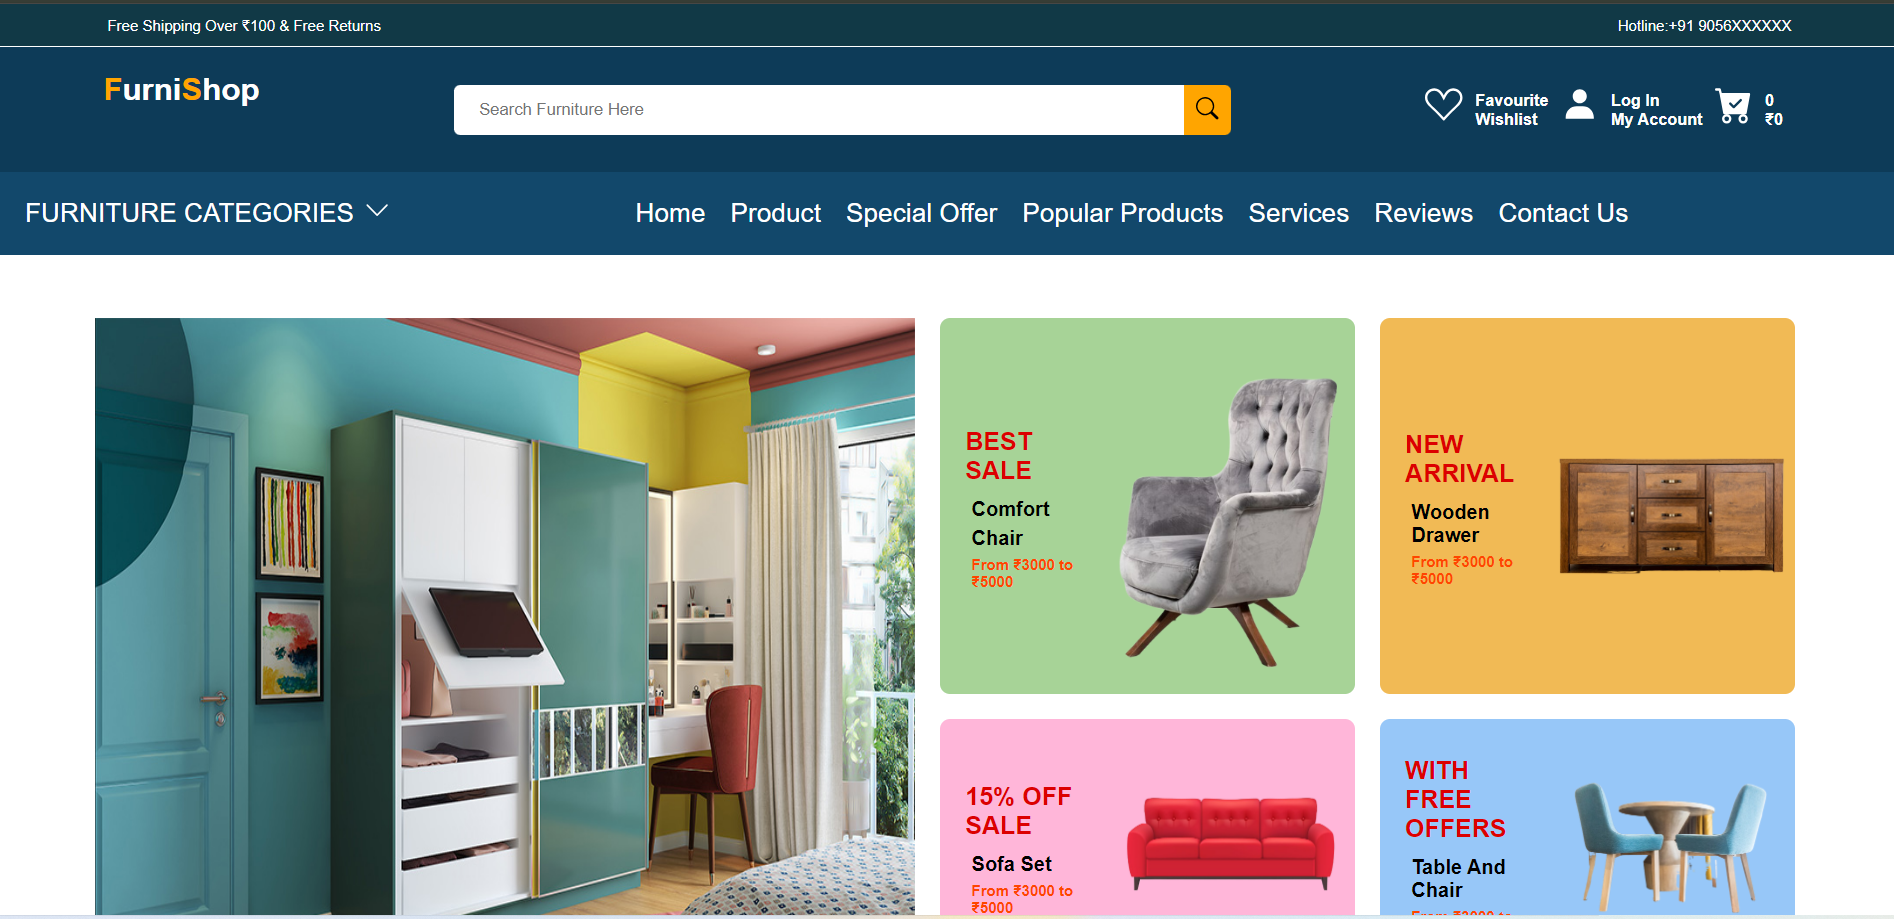 Free Shipping Over ₹100 & Free Returns
Hotline:+91 9056XXXXXX
FurniShop
Search Furniture Here
Favourite
Wishlist
Log In
My Account
0
₹0
FURNITURE CATEGORIES
Home
Product
Special Offer
Popular Products
Services
Reviews
Contact Us
BEST
SALE
Comfort
Chair
From ₹3000 to
₹5000
NEW
ARRIVAL
Wooden
Drawer
From ₹3000 to
₹5000
15% OFF
SALE
Sofa Set
From ₹3000 to
₹5000
WITH
FREE
OFFERS
Table And
Chair
From ₹3000 to